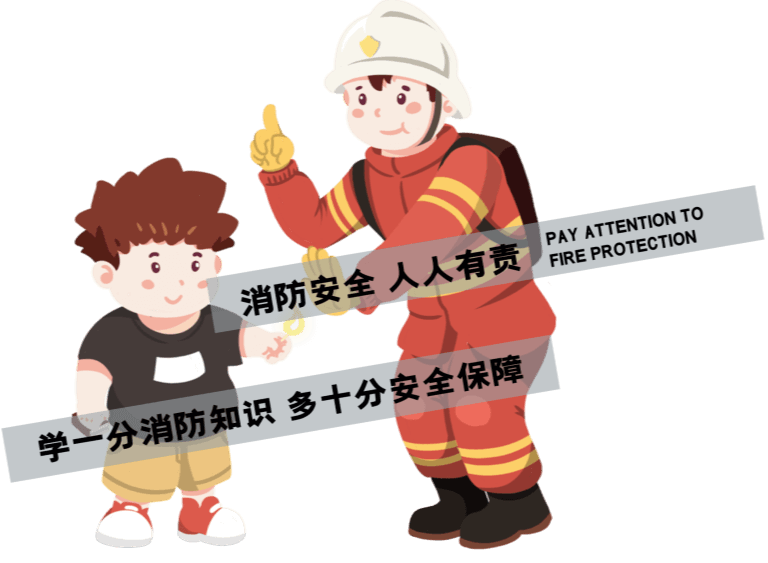 消防安全 人人有责
PAY ATTENTION TO
FIRE PROTECTION
学一分消防知识 多十分安全保障